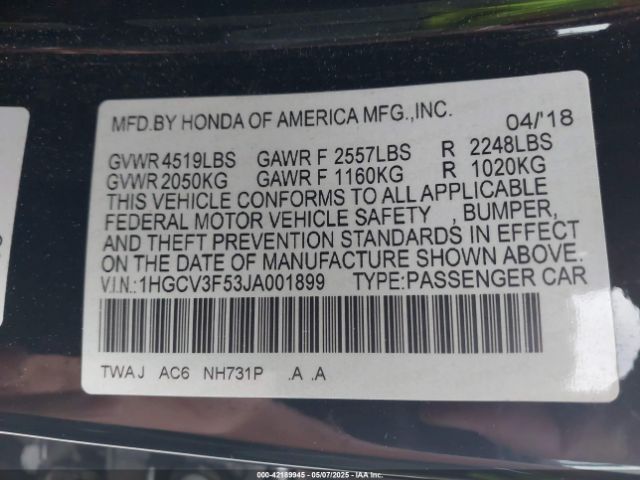 MFD.BY HONDA OF AMERICA MFG.,INC. 04/'18
GVWR 4519LBS GAWR F 2557LBS R 2248LBS
GVWR 2050KG GAWR F 1160KG R 1020KG
THIS VEHICLE CONFORMS TO ALL APPLICABLE
FEDERAL MOTOR VEHICLE SAFETY , BUMPER,
AND THEFT PREVENTION STANDARDS IN EFFECT
ON THE DATE OF MANUFACTURE SHOWN ABOVE.
V.I.N.:1HGCV3F53JA001899 TYPE:PASSENGER CAR
TWAJ AC6 NH731P .A .A
000-42189945 - 05/07/2025 - IAA Inc.